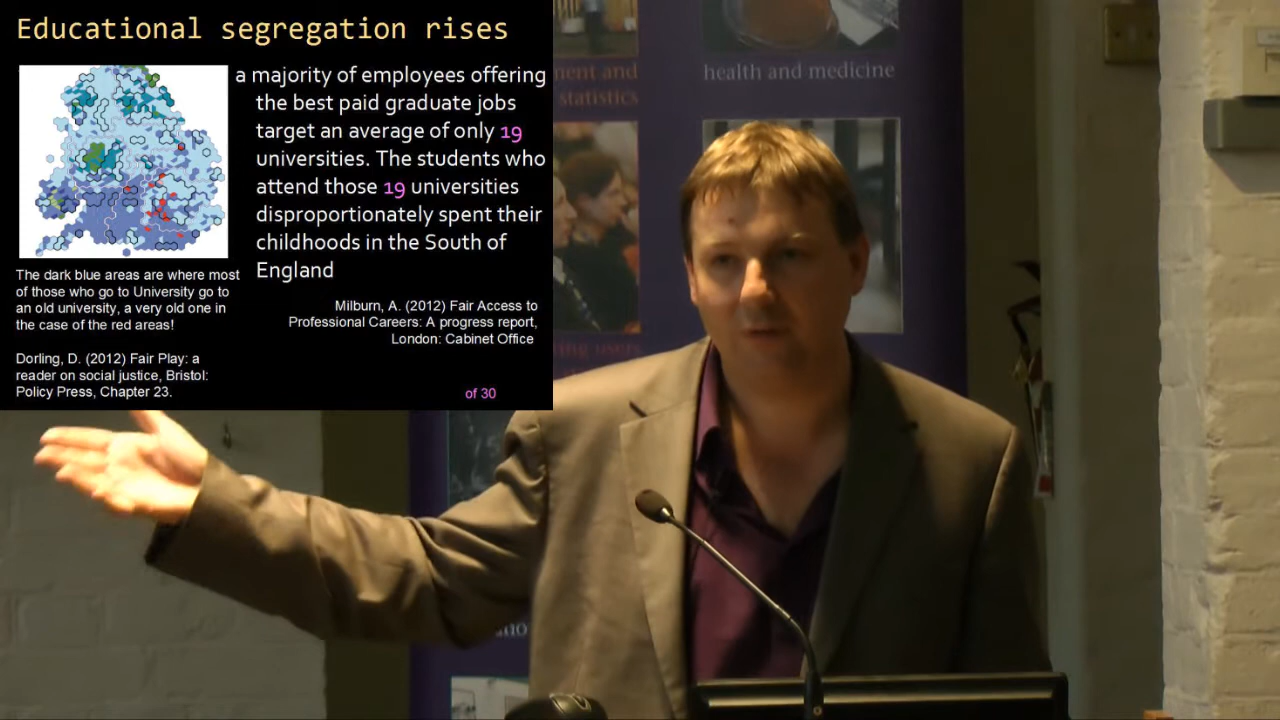 Educational segregation rises
a majority of employees offering
the best paid graduate jobs
target an average of only 19
universities. The students who
attend those 19 universities
disproportionately spent their
childhoods in the South of
England
The dark blue areas are where most
of those who go to University go to
an old university, a very old one in
the case of the red areas!
Milburn, A. (2012) Fair Access to
Professional Careers: A progress report,
London: Cabinet Office
Dorling, D. (2012) Fair Play: a
reader on social justice, Bristol:
Policy Press, Chapter 23.
of 30
and
statistics
health and medicine
users